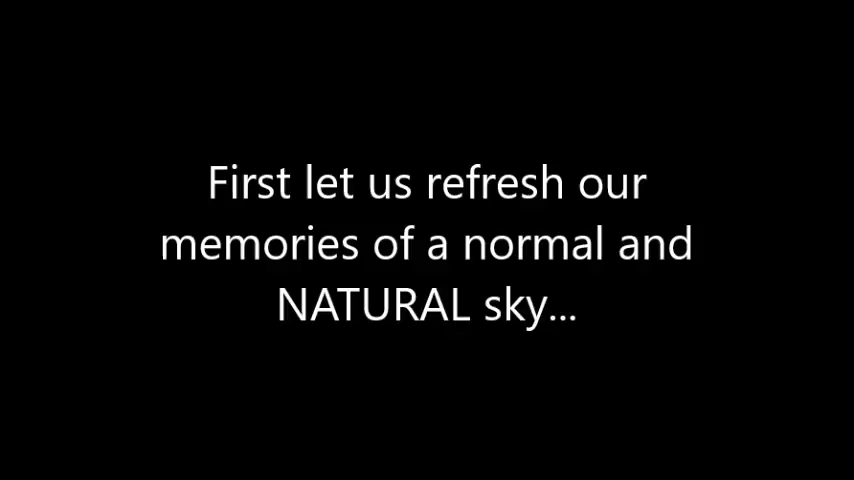 First let us refresh our
memories of a normal and
NATURAL sky...